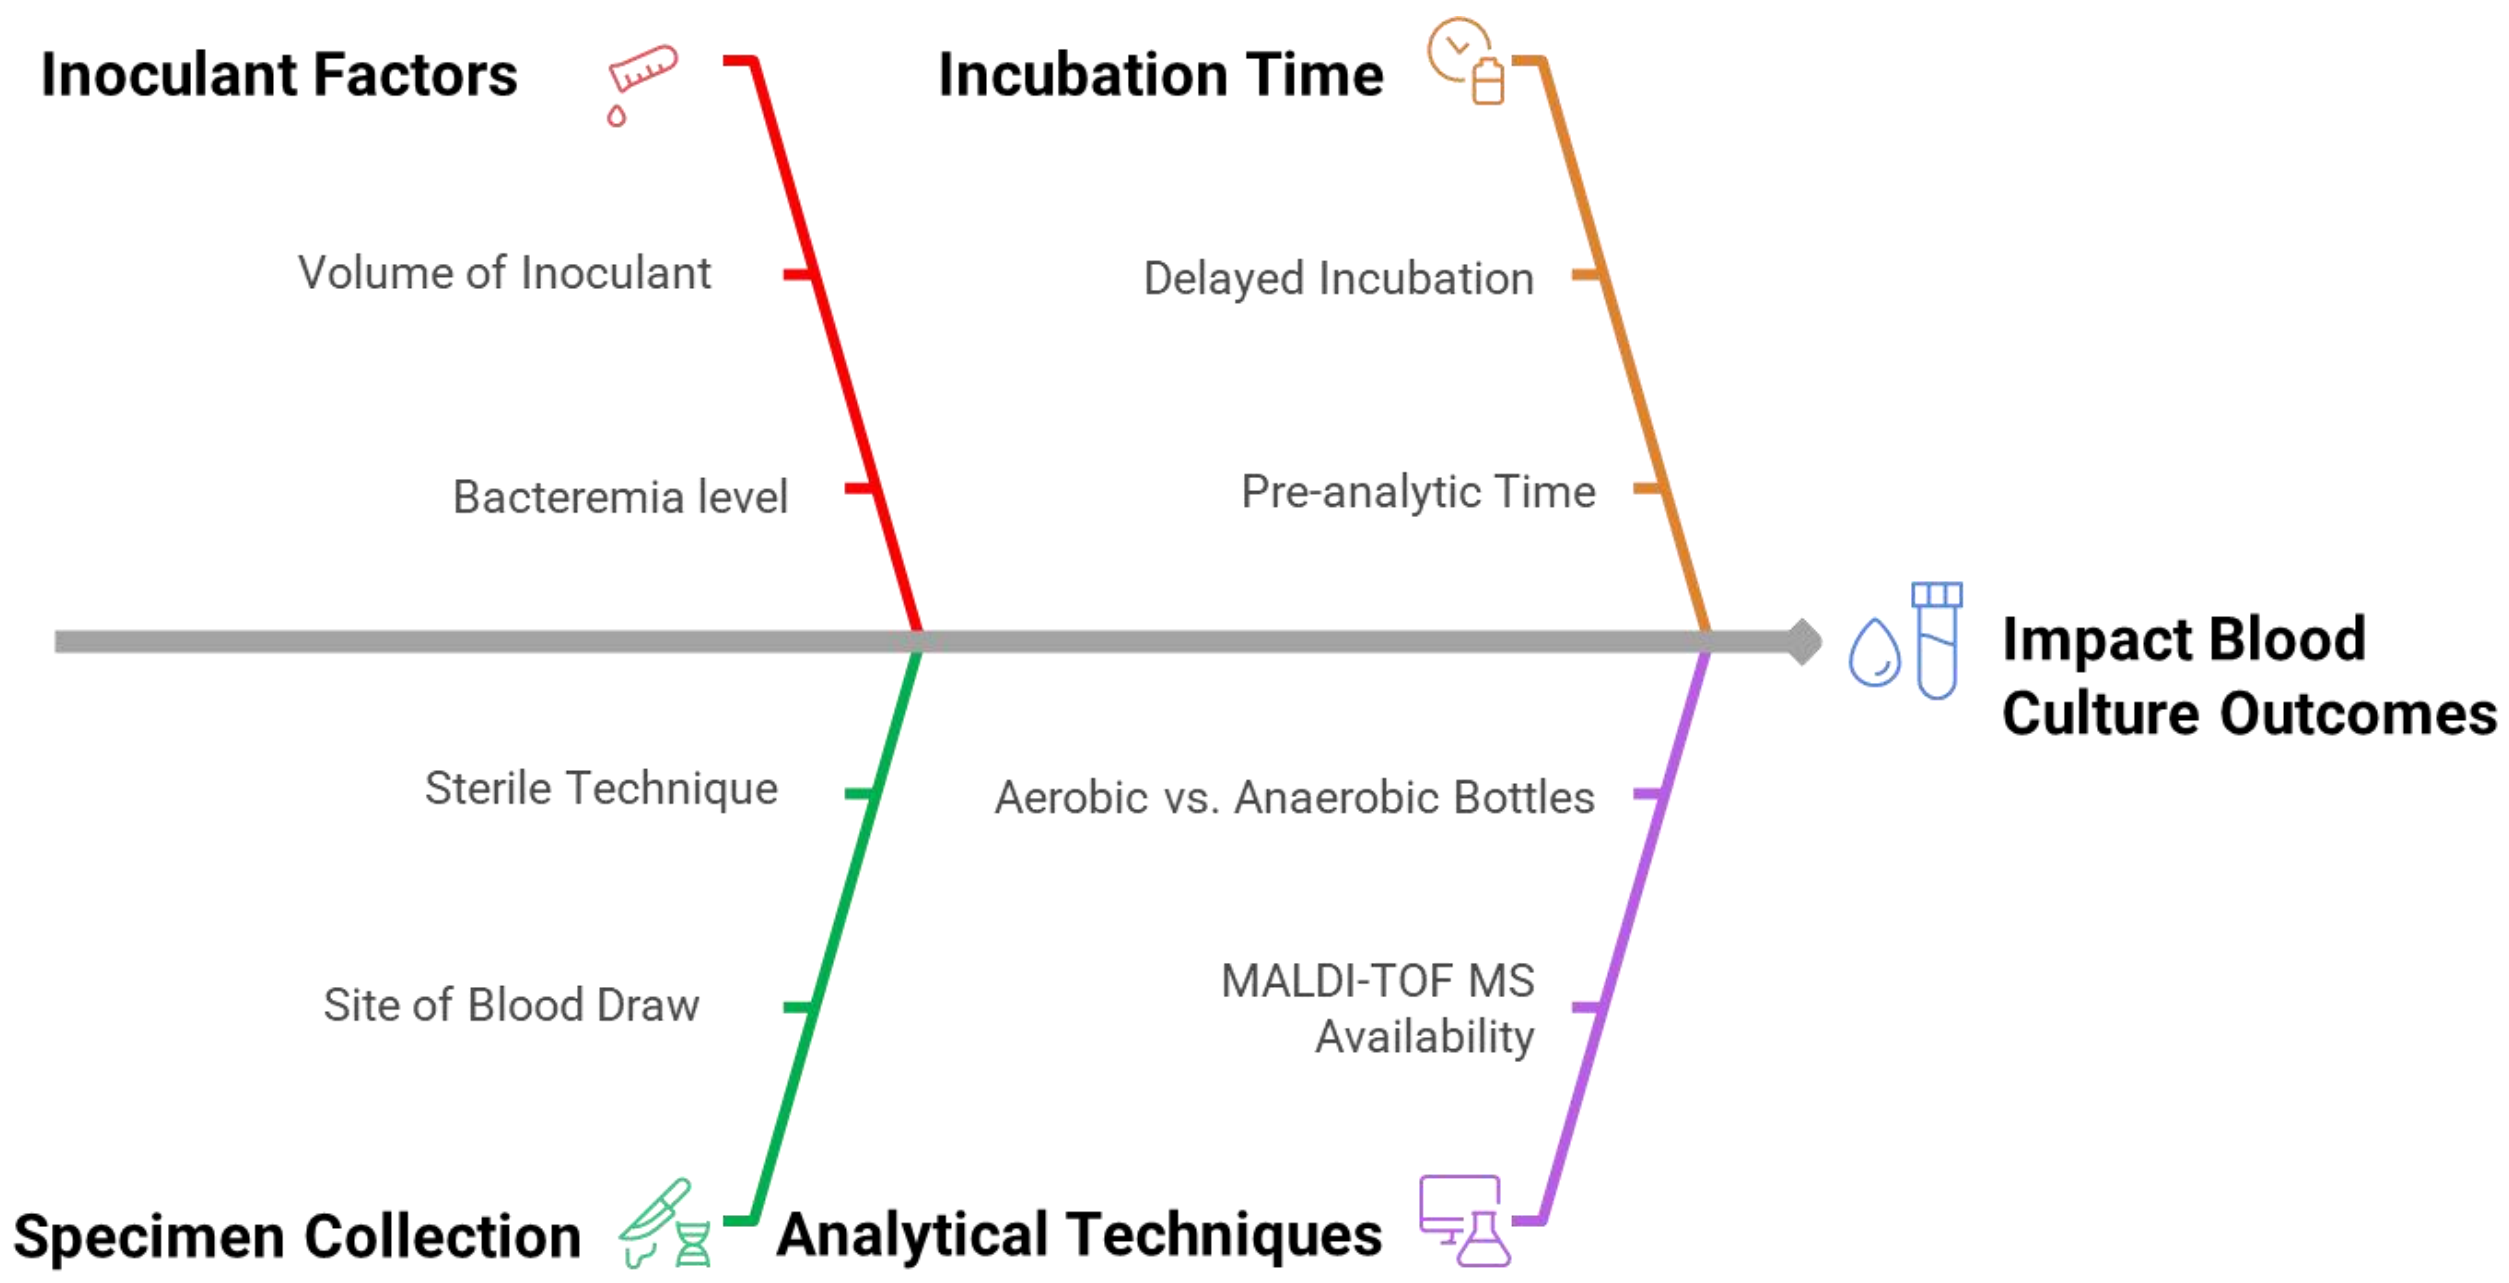 Inoculant Factors
Incubation Time
Volume of Inoculant
Delayed Incubation
Bacteremia level
Pre-analytic Time
Impact Blood
Culture Outcomes
Sterile Technique
Aerobic vs. Anaerobic Bottles
Site of Blood Draw
MALDI-TOF MS
Availability
Specimen Collection
Analytical Techniques